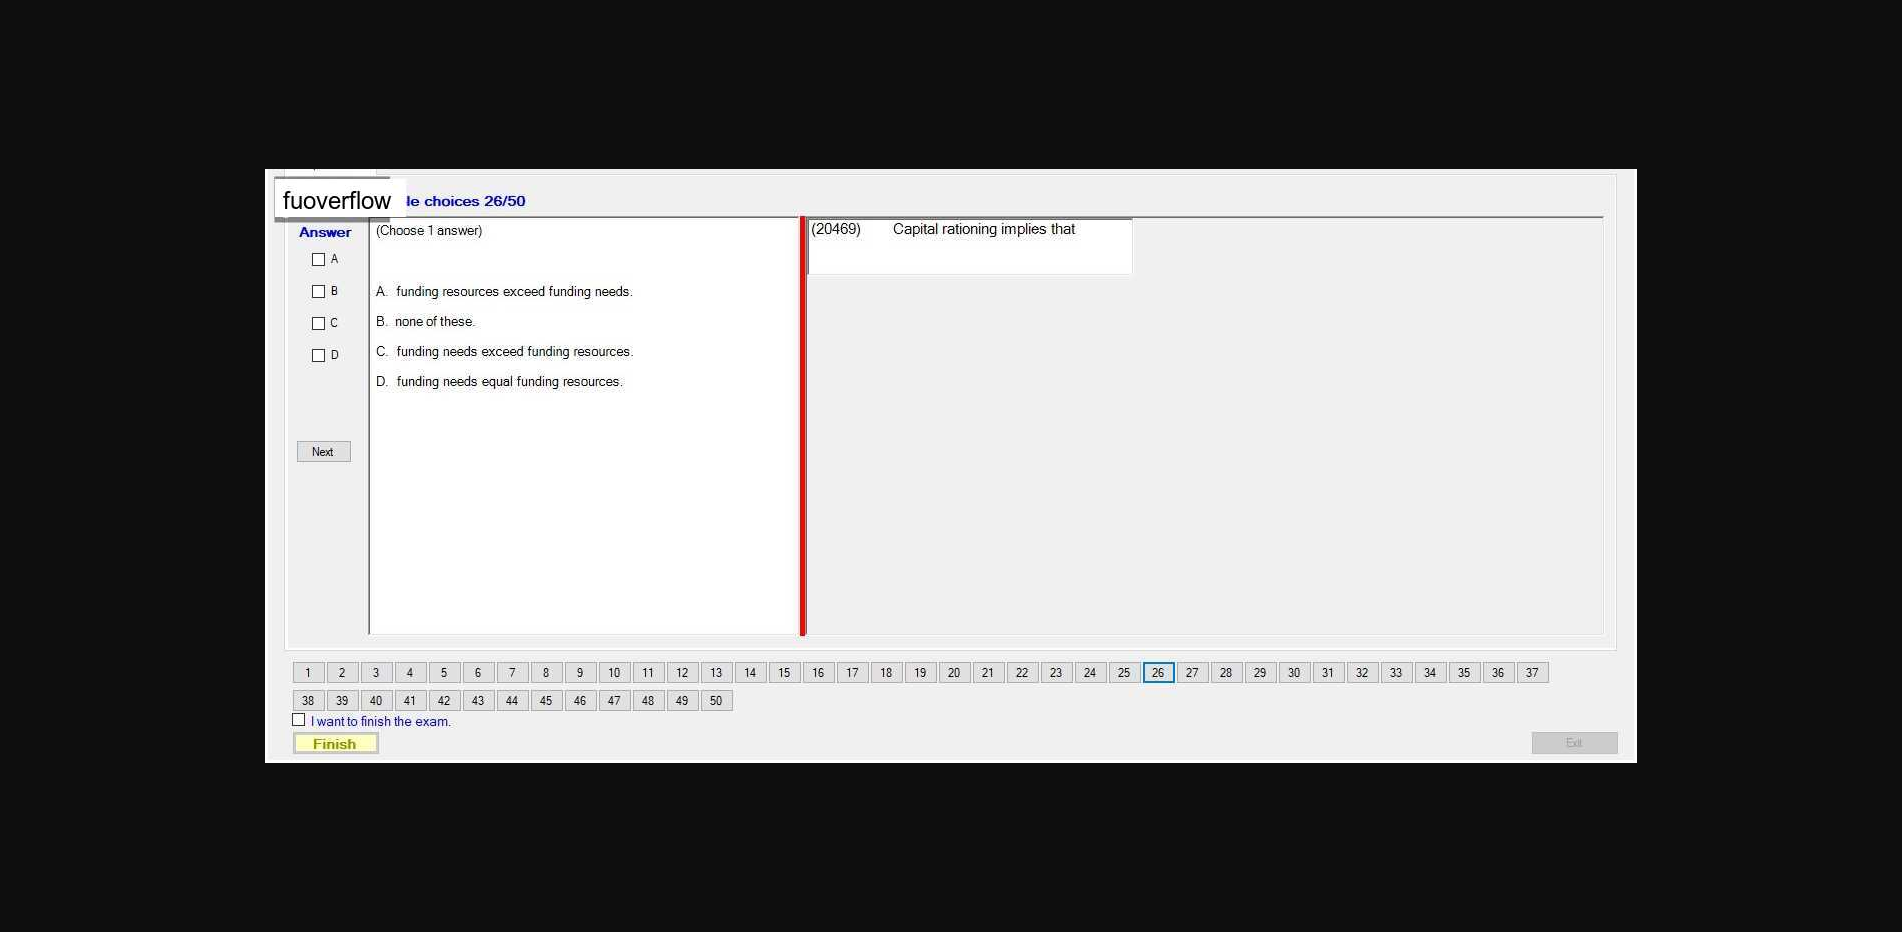 fuoverflow
le choices 26/50
Answer
(Choose 1 answer)
(20469) Capital rationing implies that
A
B
C
D
A. funding resources exceed funding needs.
B. none of these.
C. funding needs exceed funding resources.
D. funding needs equal funding resources.
Next
1 2 3 4 5 6 7 8 9 10 11 12 13 14 15 16 17 18 19 20 21 22 23 24 25 26 27 28 29 30 31 32 33 34 35 36 37
38 39 40 41 42 43 44 45 46 47 48 49 50
I want to finish the exam.
Finish
Exit